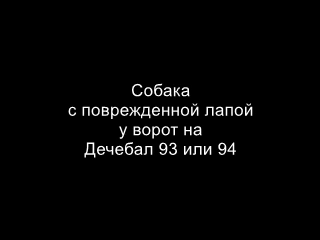 Собака
с поврежденной лапой
у ворот на
Дечебал 93 или 94